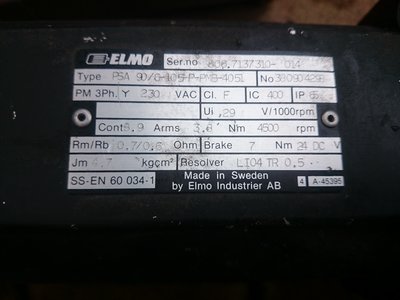 ELMO Ser.no 808.7137310- 014
Type PSA 90/6-105-P-PMB-4051 No 380904298
PM 3Ph. Y 230 VAC Cl. F IC 400 IP 65
Ui ,29 V/1000rpm
Cont 5.9 Arms 3.6 Nm 4500 rpm
Rm/Rb 0.7/0.6 Ohm Brake 7 Nm 24 DC V
Jm 4.7 kgcm² Resolver LI04 TR 0.5
SS-EN 60 034-1 Made in Sweden
by Elmo Industrier AB 4 A-45395